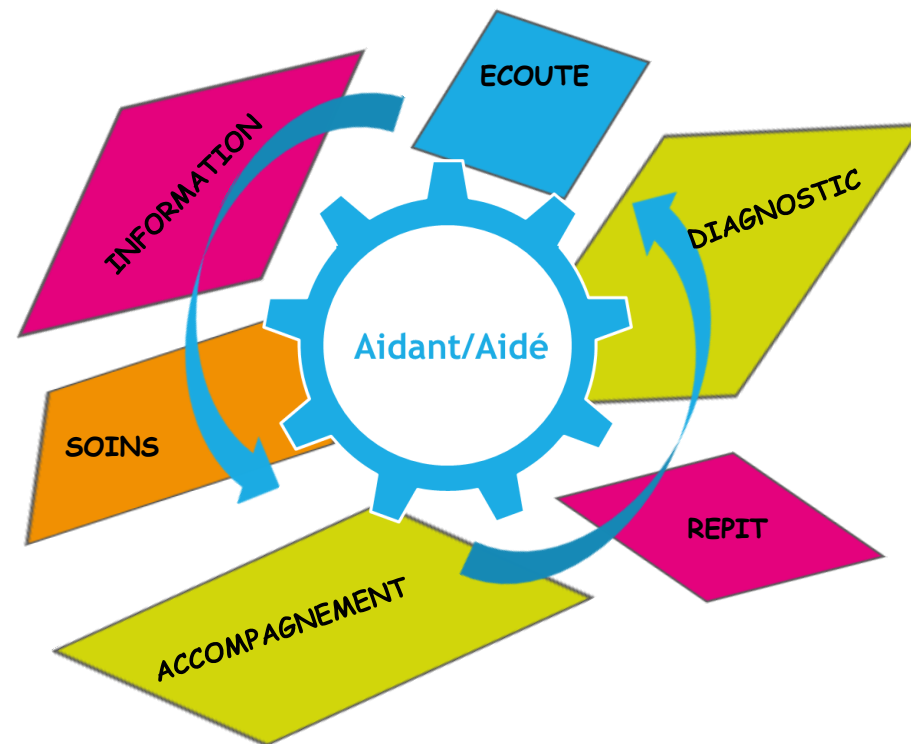 ECOUTE
INFORMATION
DIAGNOSTIC
Aidant/Aidé
SOINS
REPIT
ACCOMPAGNEMENT